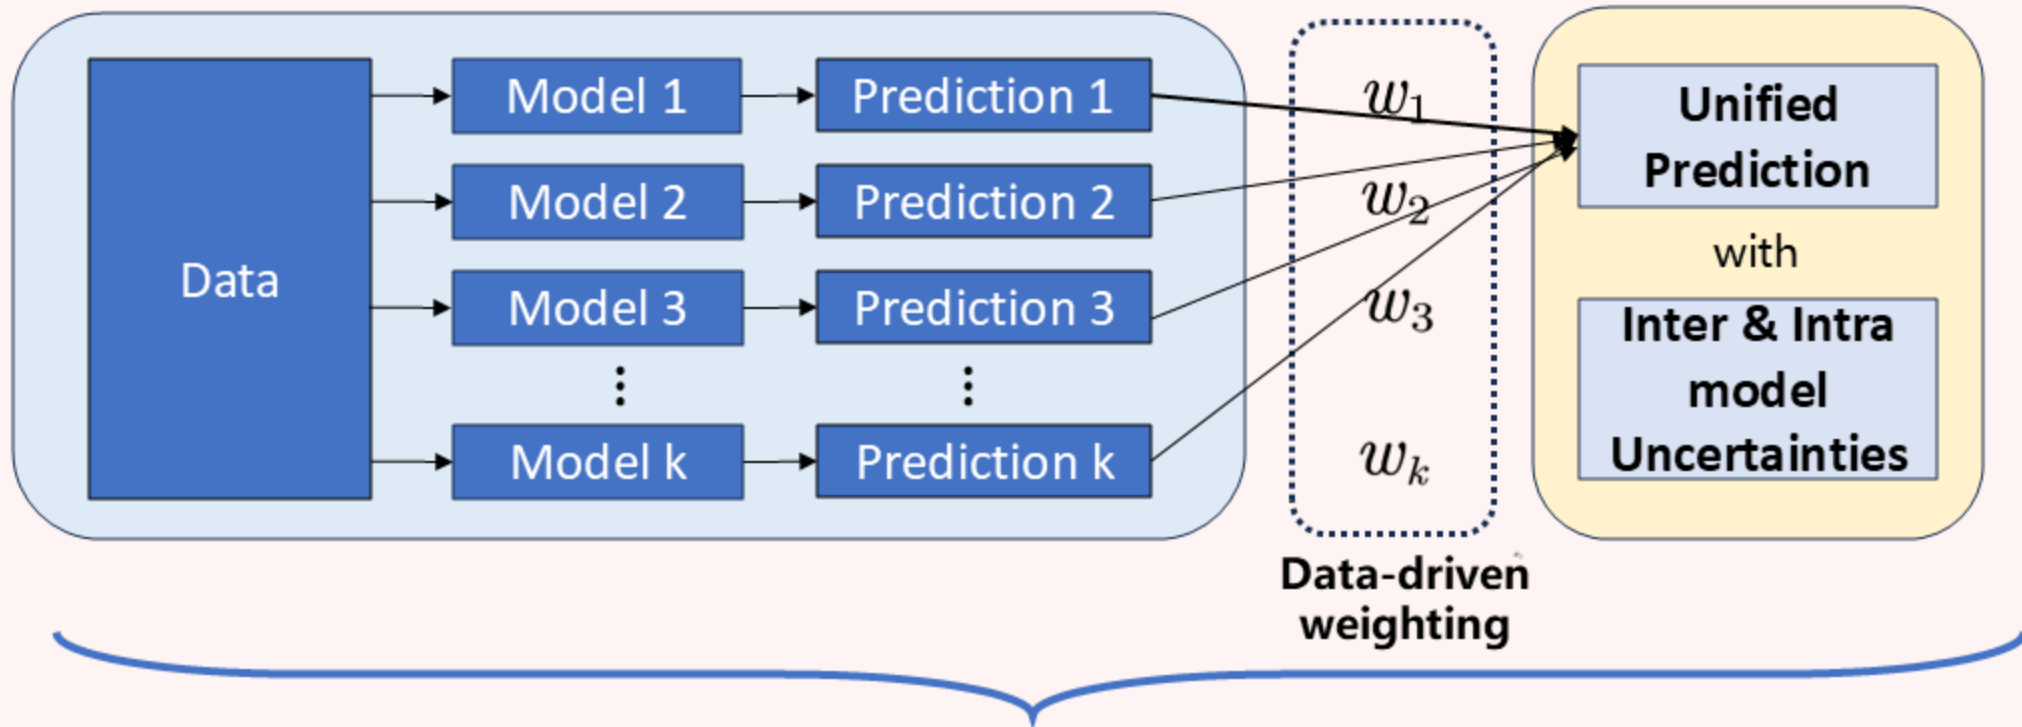 Data
Model 1
Prediction 1
w₁
Model 2
Prediction 2
w₂
Model 3
Prediction 3
w₃
Model k
Prediction k
wₖ
Data-driven
weighting
Unified
Prediction
with
Inter & Intra
model
Uncertainties